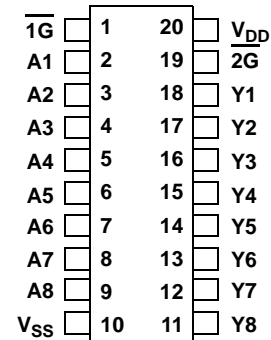 1G 1 20 VDD
A1 2 19 2G
A2 3 18 Y1
A3 4 17 Y2
A4 5 16 Y3
A5 6 15 Y4
A6 7 14 Y5
A7 8 13 Y6
A8 9 12 Y7
VSS 10 11 Y8